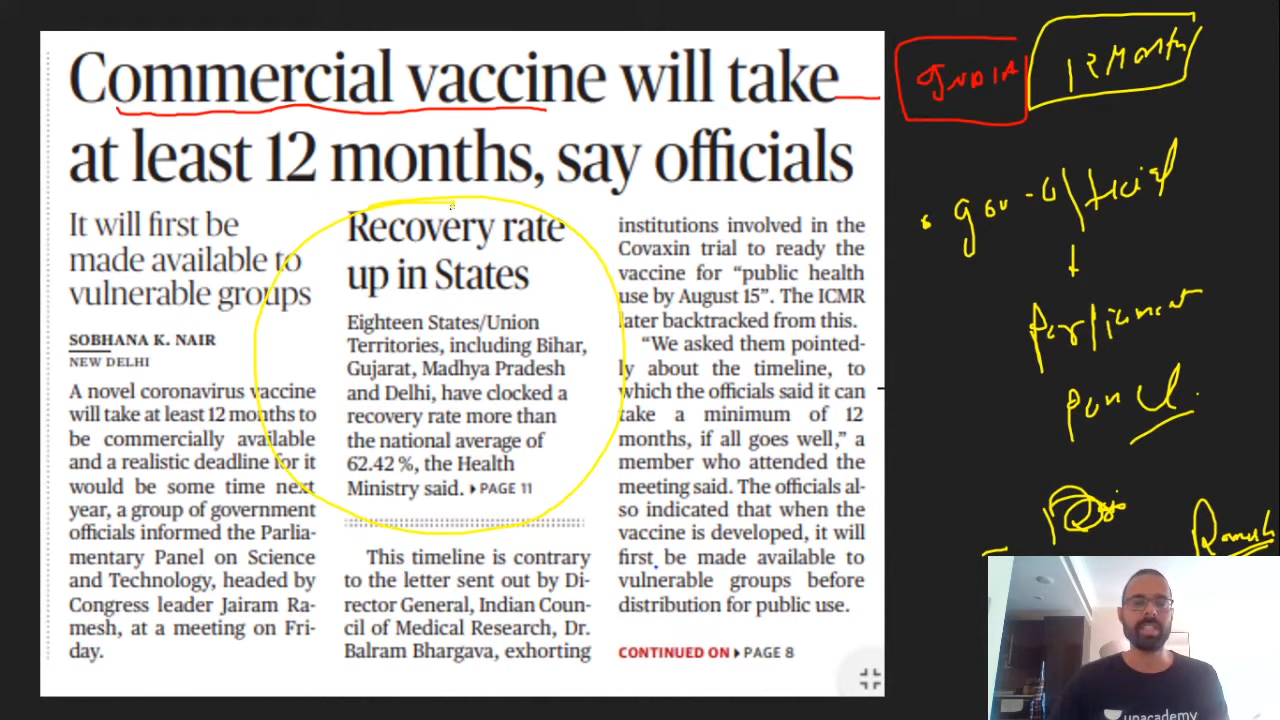 Commercial vaccine will take
at least 12 months, say officials
It will first be
made available to
vulnerable groups
SOBHANA K. NAIR
NEW DELHI
A novel coronavirus vaccine
will take at least 12 months to
be commercially available
and a realistic deadline for it
would be some time next
year, a group of government
officials informed the Parlia-
mentary Panel on Science
and Technology, headed by
Congress leader Jairam Ra-
mesh, at a meeting on Fri-
day.
Recovery rate
up in States
Eighteen States/Union
Territories, including Bihar,
Gujarat, Madhya Pradesh
and Delhi, have clocked a
recovery rate more than
the national average of
62.42%, the Health
Ministry said. PAGE 11
This timeline is contrary
to the letter sent out by Di-
rector General, Indian Coun-
cil of Medical Research, Dr.
Balram Bhargava, exhorting
institutions involved in the
Covaxin trial to ready the
vaccine for “public health
use by August 15”. The ICMR
later backtracked from this.
“We asked them pointed-
ly about the timeline, to
which the officials said it can
take a minimum of 12
months, if all goes well,” a
member who attended the
meeting said. The officials al-
so indicated that when the
vaccine is developed, it will
first be made available to
vulnerable groups before
distribution for public use.
CONTINUED ON PAGE 8
INDIA
12 Months
gov-official
Parliament
panel
Ramesh
unacademy